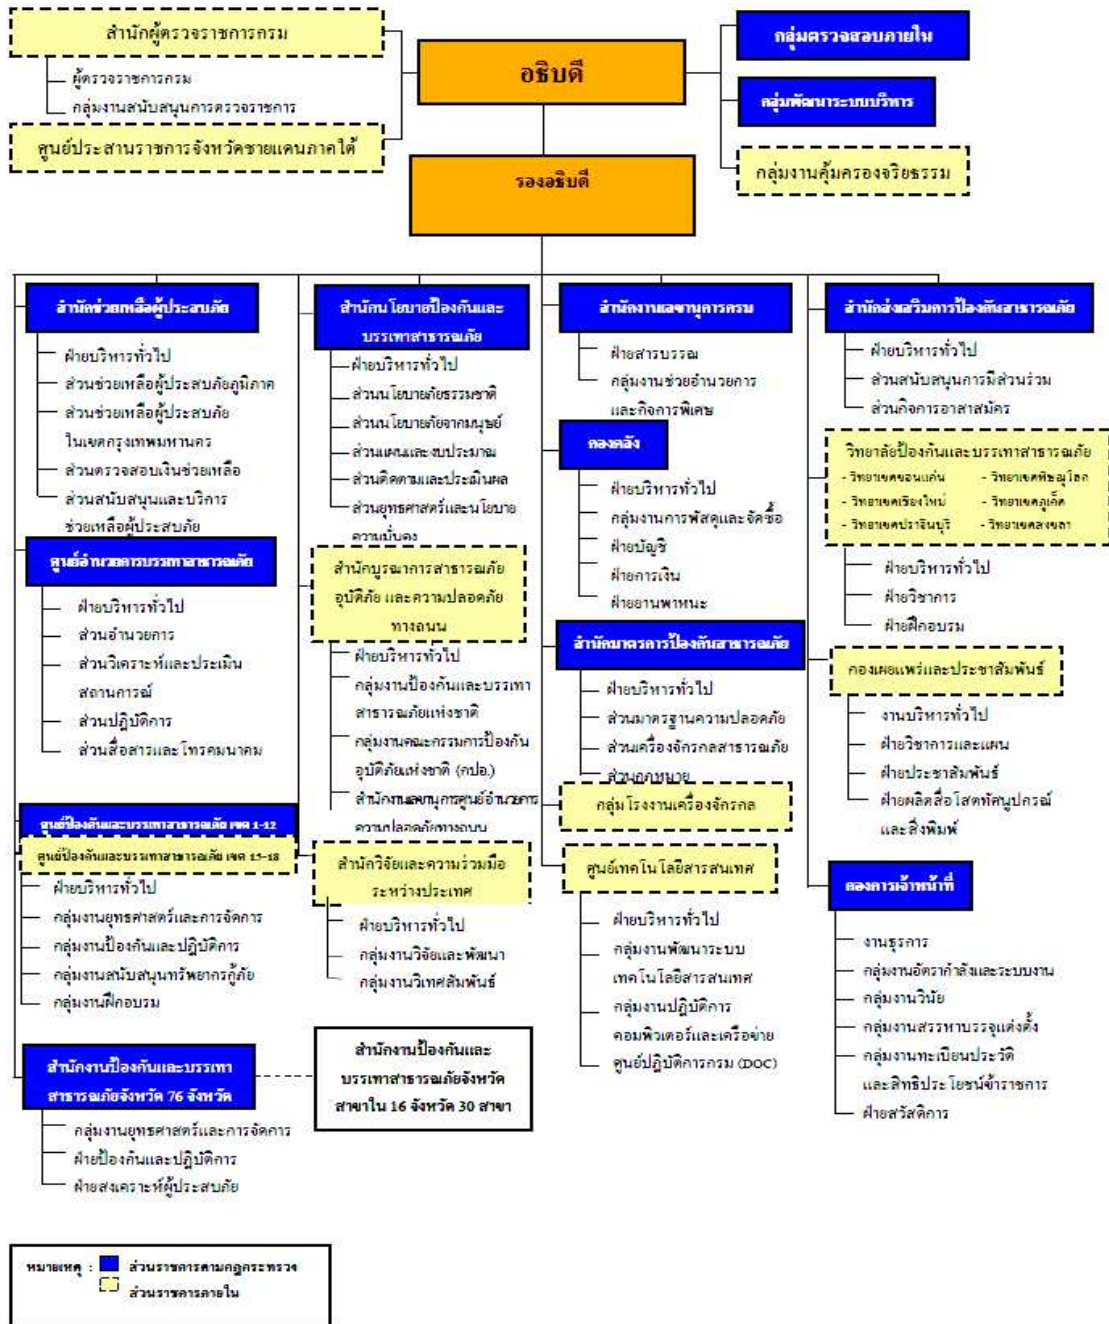 สำนักผู้ตรวจราชการกรม
ผู้ตรวจราชการกรม
กลุ่มงานสนับสนุนการตรวจราชการ
ศูนย์ประสานราชการจังหวัดชายแดนภาคใต้
อธิบดี
รองอธิบดี
กลุ่มตรวจสอบภายใน
กลุ่มพัฒนาระบบบริหาร
กลุ่มงานคุ้มครองจริยธรรม
สำนักช่วยเหลือผู้ประสบภัย
ฝ่ายบริหารทั่วไป
ส่วนช่วยเหลือผู้ประสบภัยภูมิภาค
ส่วนช่วยเหลือผู้ประสบภัย
ในเขตกรุงเทพมหานคร
ส่วนตรวจสอบเงินช่วยเหลือ
ส่วนสนับสนุนและบริการ
ช่วยเหลือผู้ประสบภัย
ศูนย์อำนวยการบรรเทาสาธารณภัย
ฝ่ายบริหารทั่วไป
ส่วนอำนวยการ
ส่วนวิเคราะห์และประเมิน
สถานการณ์
ส่วนปฏิบัติการ
ส่วนสื่อสารและโทรคมนาคม
ศูนย์ป้องกันและบรรเทาสาธารณภัย เขต 1-12
ศูนย์ป้องกันและบรรเทาสาธารณภัย เขต 13-18
ฝ่ายบริหารทั่วไป
กลุ่มงานยุทธศาสตร์และการจัดการ
กลุ่มงานป้องกันและปฏิบัติการ
กลุ่มงานสนับสนุนทรัพยากรกู้ภัย
กลุ่มงานฝึกอบรม
สำนักงานป้องกันและบรรเทา
สาธารณภัยจังหวัด 76 จังหวัด
กลุ่มงานยุทธศาสตร์และการจัดการ
ฝ่ายป้องกันและปฏิบัติการ
ฝ่ายสงเคราะห์ผู้ประสบภัย
สำนักนโยบายป้องกันและ
บรรเทาสาธารณภัย
ฝ่ายบริหารทั่วไป
ส่วนนโยบายภัยธรรมชาติ
ส่วนนโยบายภัยจากมนุษย์
ส่วนแผนและงบประมาณ
ส่วนติดตามและประเมินผล
ส่วนยุทธศาสตร์และนโยบาย
ความมั่นคง
สำนักบูรณาการสาธารณภัย
อุบัติภัย และความปลอดภัย
ทางถนน
ฝ่ายบริหารทั่วไป
กลุ่มงานป้องกันและบรรเทา
สาธารณภัยแห่งชาติ
กลุ่มงานคณะกรรมการป้องกัน
อุบัติภัยแห่งชาติ (กปอ.)
สำนักงานเลขานุการศูนย์อำนวยการ
ความปลอดภัยทางถนน
สำนักวิจัยและความร่วมมือ
ระหว่างประเทศ
ฝ่ายบริหารทั่วไป
กลุ่มงานวิจัยและพัฒนา
กลุ่มงานวิเทศสัมพันธ์
สำนักงานป้องกันและ
บรรเทาสาธารณภัยจังหวัด
สาขาใน 16 จังหวัด 30 สาขา
สำนักงานเลขานุการกรม
ฝ่ายสารบรรณ
กลุ่มงานช่วยอำนวยการ
และกิจการพิเศษ
กองคลัง
ฝ่ายบริหารทั่วไป
กลุ่มงานการพัสดุและจัดซื้อ
ฝ่ายบัญชี
ฝ่ายการเงิน
ฝ่ายยานพาหนะ
สำนักมาตรการป้องกันสาธารณภัย
ฝ่ายบริหารทั่วไป
ส่วนมาตรฐานความปลอดภัย
ส่วนเครื่องจักรกลสาธารณภัย
ส่วนกฎหมาย
กลุ่มโรงงานเครื่องจักรกล
ศูนย์เทคโนโลยีสารสนเทศ
ฝ่ายบริหารทั่วไป
กลุ่มงานพัฒนาระบบ
เทคโนโลยีสารสนเทศ
กลุ่มงานปฏิบัติการ
คอมพิวเตอร์และเครือข่าย
ศูนย์ปฏิบัติการกรม (DOC)
สำนักส่งเสริมการป้องกันสาธารณภัย
ฝ่ายบริหารทั่วไป
ส่วนสนับสนุนการมีส่วนร่วม
ส่วนกิจการอาสาสมัคร
วิทยาลัยป้องกันและบรรเทาสาธารณภัย
- วิทยาเขตขอนแก่น - วิทยาเขตพิษณุโลก
- วิทยาเขตเชียงใหม่ - วิทยาเขตภูเก็ต
- วิทยาเขตปราจีนบุรี - วิทยาเขตสงขลา
ฝ่ายบริหารทั่วไป
ฝ่ายวิชาการ
ฝ่ายฝึกอบรม
กองเผยแพร่และประชาสัมพันธ์
งานบริหารทั่วไป
ฝ่ายวิชาการและแผน
ฝ่ายประชาสัมพันธ์
ฝ่ายผลิตสื่อโสตทัศนูปกรณ์
และสิ่งพิมพ์
กองการเจ้าหน้าที่
งานธุรการ
กลุ่มงานอัตรากำลังและระบบงาน
กลุ่มงานวินัย
กลุ่มงานสรรหาบรรจุแต่งตั้ง
กลุ่มงานทะเบียนประวัติ
และสิทธิประโยชน์ข้าราชการ
ฝ่ายสวัสดิการ
หมายเหตุ : ส่วนราชการตามกฎกระทรวง
ส่วนราชการภายใน